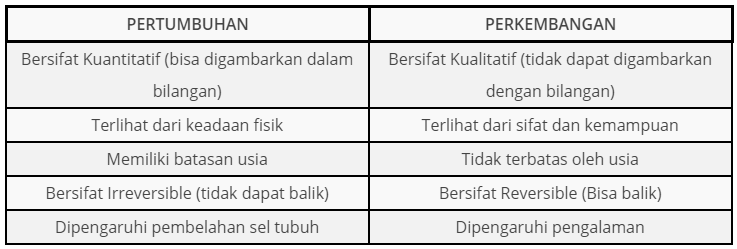 PERTUMBUHAN PERKEMBANGAN
Bersifat Kuantitatif (bisa digambarkan dalam bilangan) Bersifat Kualitatif (tidak dapat digambarkan dengan bilangan)
Terlihat dari keadaan fisik Terlihat dari sifat dan kemampuan
Memiliki batasan usia Tidak terbatas oleh usia
Bersifat Irreversible (tidak dapat balik) Bersifat Reversible (Bisa balik)
Dipengaruhi pembelahan sel tubuh Dipengaruhi pengalaman